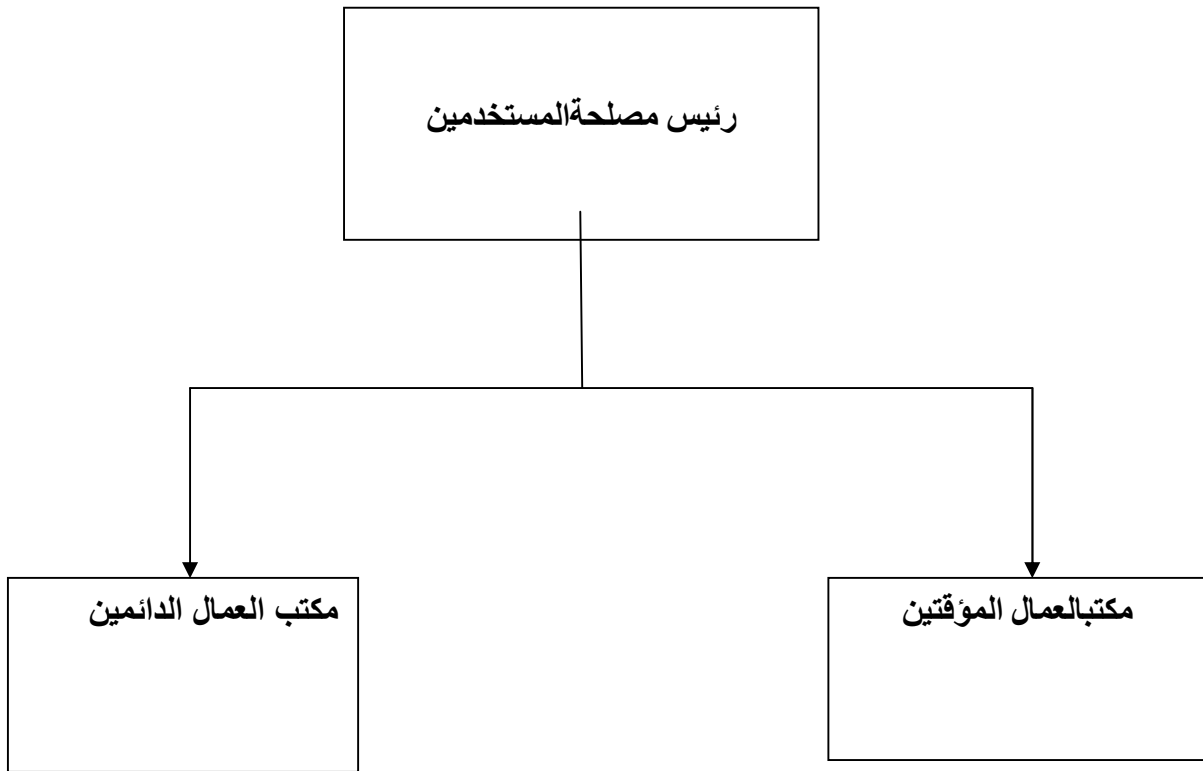 رئيس مصلحةالمستخدمين
مكتبالعمال المؤقتين
مكتب العمال الدائمين